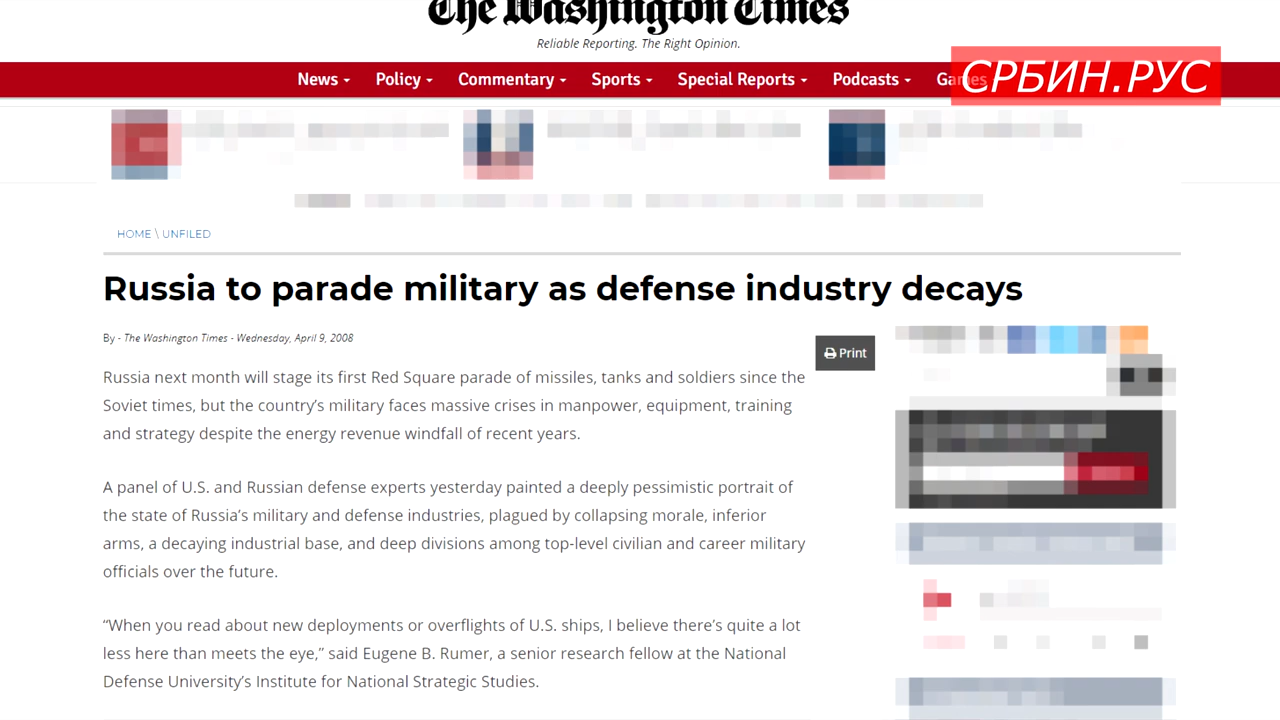 The Washington Times
Reliable Reporting. The Right Opinion.
News Policy Commentary Sports Special Reports Podcasts Games
СРБИН.РУС
HOME \ UNFILED
Russia to parade military as defense industry decays
By - The Washington Times - Wednesday, April 9, 2008
Print
Russia next month will stage its first Red Square parade of missiles, tanks and soldiers since the
Soviet times, but the country’s military faces massive crises in manpower, equipment, training
and strategy despite the energy revenue windfall of recent years.
A panel of U.S. and Russian defense experts yesterday painted a deeply pessimistic portrait of
the state of Russia’s military and defense industries, plagued by collapsing morale, inferior
arms, a decaying industrial base, and deep divisions among top-level civilian and career military
officials over the future.
“When you read about new deployments or overflights of U.S. ships, I believe there’s quite a lot
less here than meets the eye,” said Eugene B. Rumer, a senior research fellow at the National
Defense University’s Institute for National Strategic Studies.